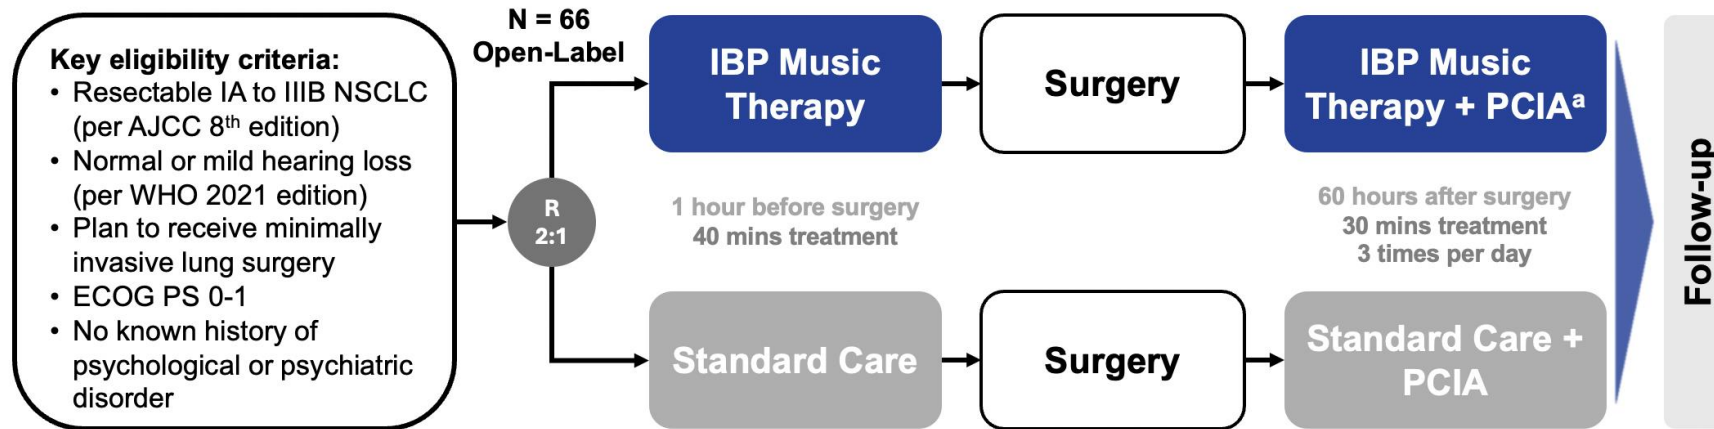 Key eligibility criteria:
• Resectable IA to IIIB NSCLC
(per AJCC 8th edition)
• Normal or mild hearing loss
(per WHO 2021 edition)
• Plan to receive minimally
invasive lung surgery
• ECOG PS 0-1
• No known history of
psychological or psychiatric
disorder
N = 66
Open-Label
R
2:1
IBP Music
Therapy
Surgery
IBP Music
Therapy + PCIAa
1 hour before surgery
40 mins treatment
60 hours after surgery
30 mins treatment
3 times per day
Standard Care
Surgery
Standard Care +
PCIA
Follow-up